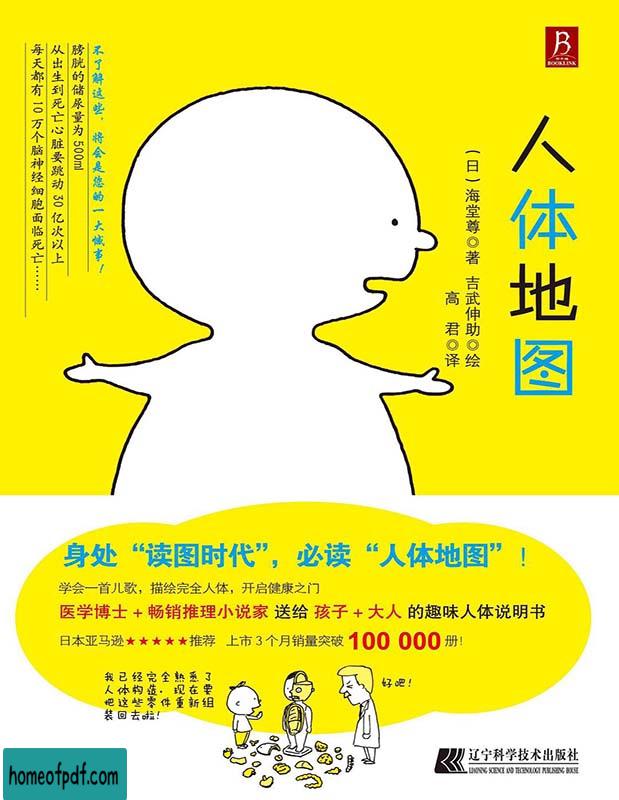 BOOKLINK
人体地图
（日）海堂尊◎著 吉武伸助◎绘
高 君◎译
不了解这些，将会是您的一大憾事！
膀胱的储尿量为500ml
从出生到死亡心脏要跳动30亿次以上
每天都有10万个脑神经细胞面临死亡……
身处“读图时代”，必读“人体地图”！
学会一首儿歌，描绘完全人体，开启健康之门
医学博士+畅销推理小说家 送给 孩子+大人 的趣味人体说明书
日本亚马逊★★★★★推荐 上市3个月销量突破 100 000 册！
我已经完全熟悉了
人体构造，现在要
把这些零件重新组
装回去啦！
好吧！
辽宁科学技术出版社
LIAONING SCIENCE AND TECHNOLOGY PUBLISHING HOUSE
homeofpdf.com